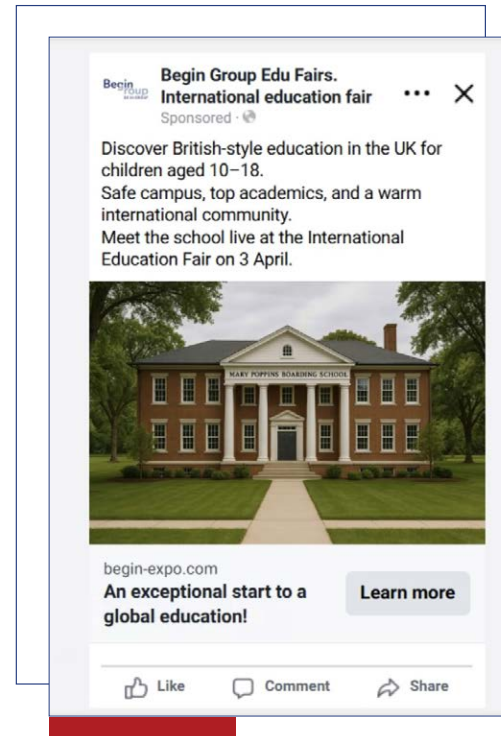 Begin
Group
Begin Group Edu Fairs.
International education fair
Sponsored ·
Discover British-style education in the UK for
children aged 10–18.
Safe campus, top academics, and a warm
international community.
Meet the school live at the International
Education Fair on 3 April.
MARY POPPINS BOARDING SCHOOL
begin-expo.com
An exceptional start to a
global education!
Learn more
Like
Comment
Share